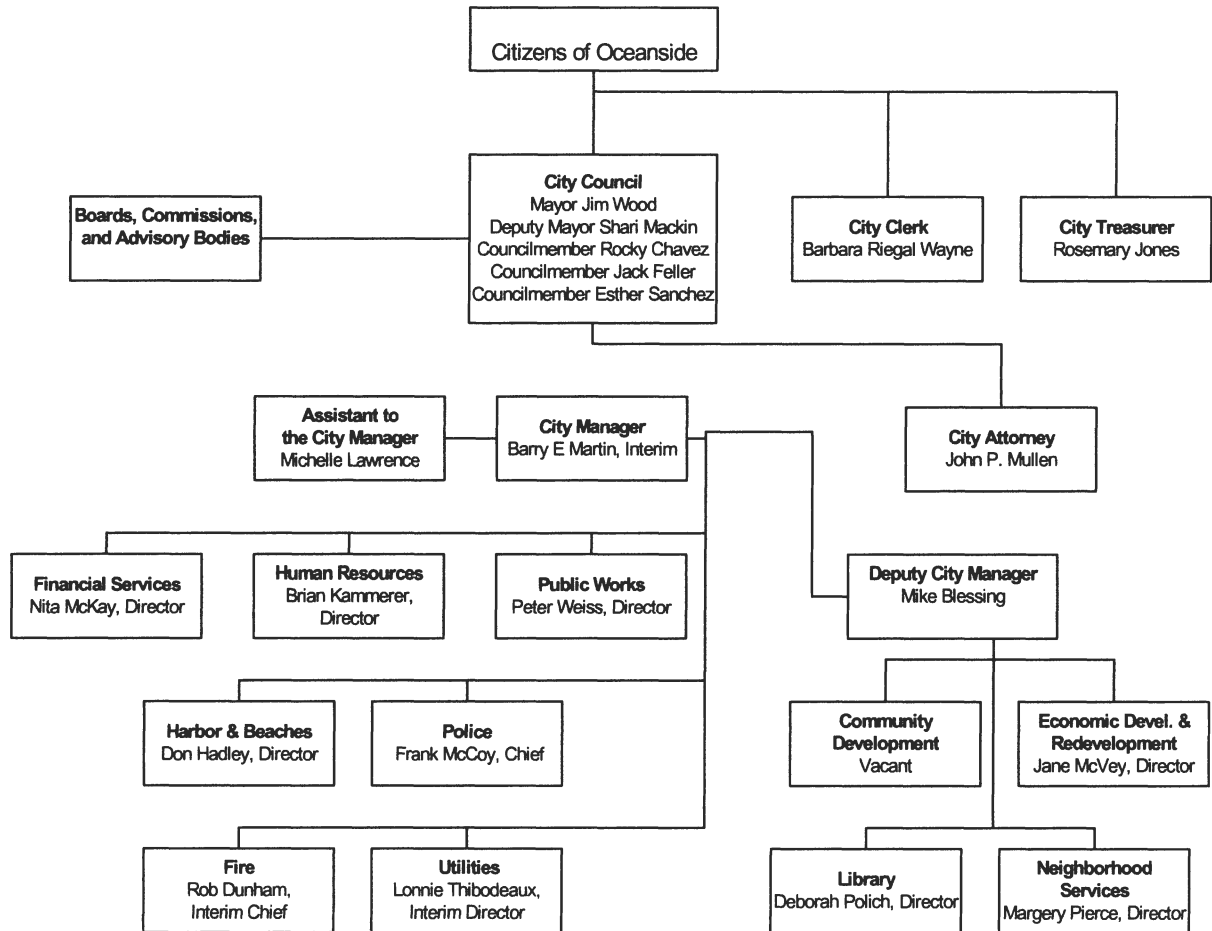 Citizens of Oceanside
City Council
Mayor Jim Wood
Deputy Mayor Shari Mackin
Councilmember Rocky Chavez
Councilmember Jack Feller
Councilmember Esther Sanchez
Boards, Commissions,
and Advisory Bodies
City Clerk
Barbara Riegal Wayne
City Treasurer
Rosemary Jones
Assistant to
the City Manager
Michelle Lawrence
City Manager
Barry E Martin, Interim
City Attorney
John P. Mullen
Financial Services
Nita McKay, Director
Human Resources
Brian Kammerer,
Director
Public Works
Peter Weiss, Director
Deputy City Manager
Mike Blessing
Harbor & Beaches
Don Hadley, Director
Police
Frank McCoy, Chief
Community
Development
Vacant
Economic Devel. &
Redevelopment
Jane McVey, Director
Fire
Rob Dunham,
Interim Chief
Utilities
Lonnie Thibodeaux,
Interim Director
Library
Deborah Polich, Director
Neighborhood
Services
Margery Pierce, Director